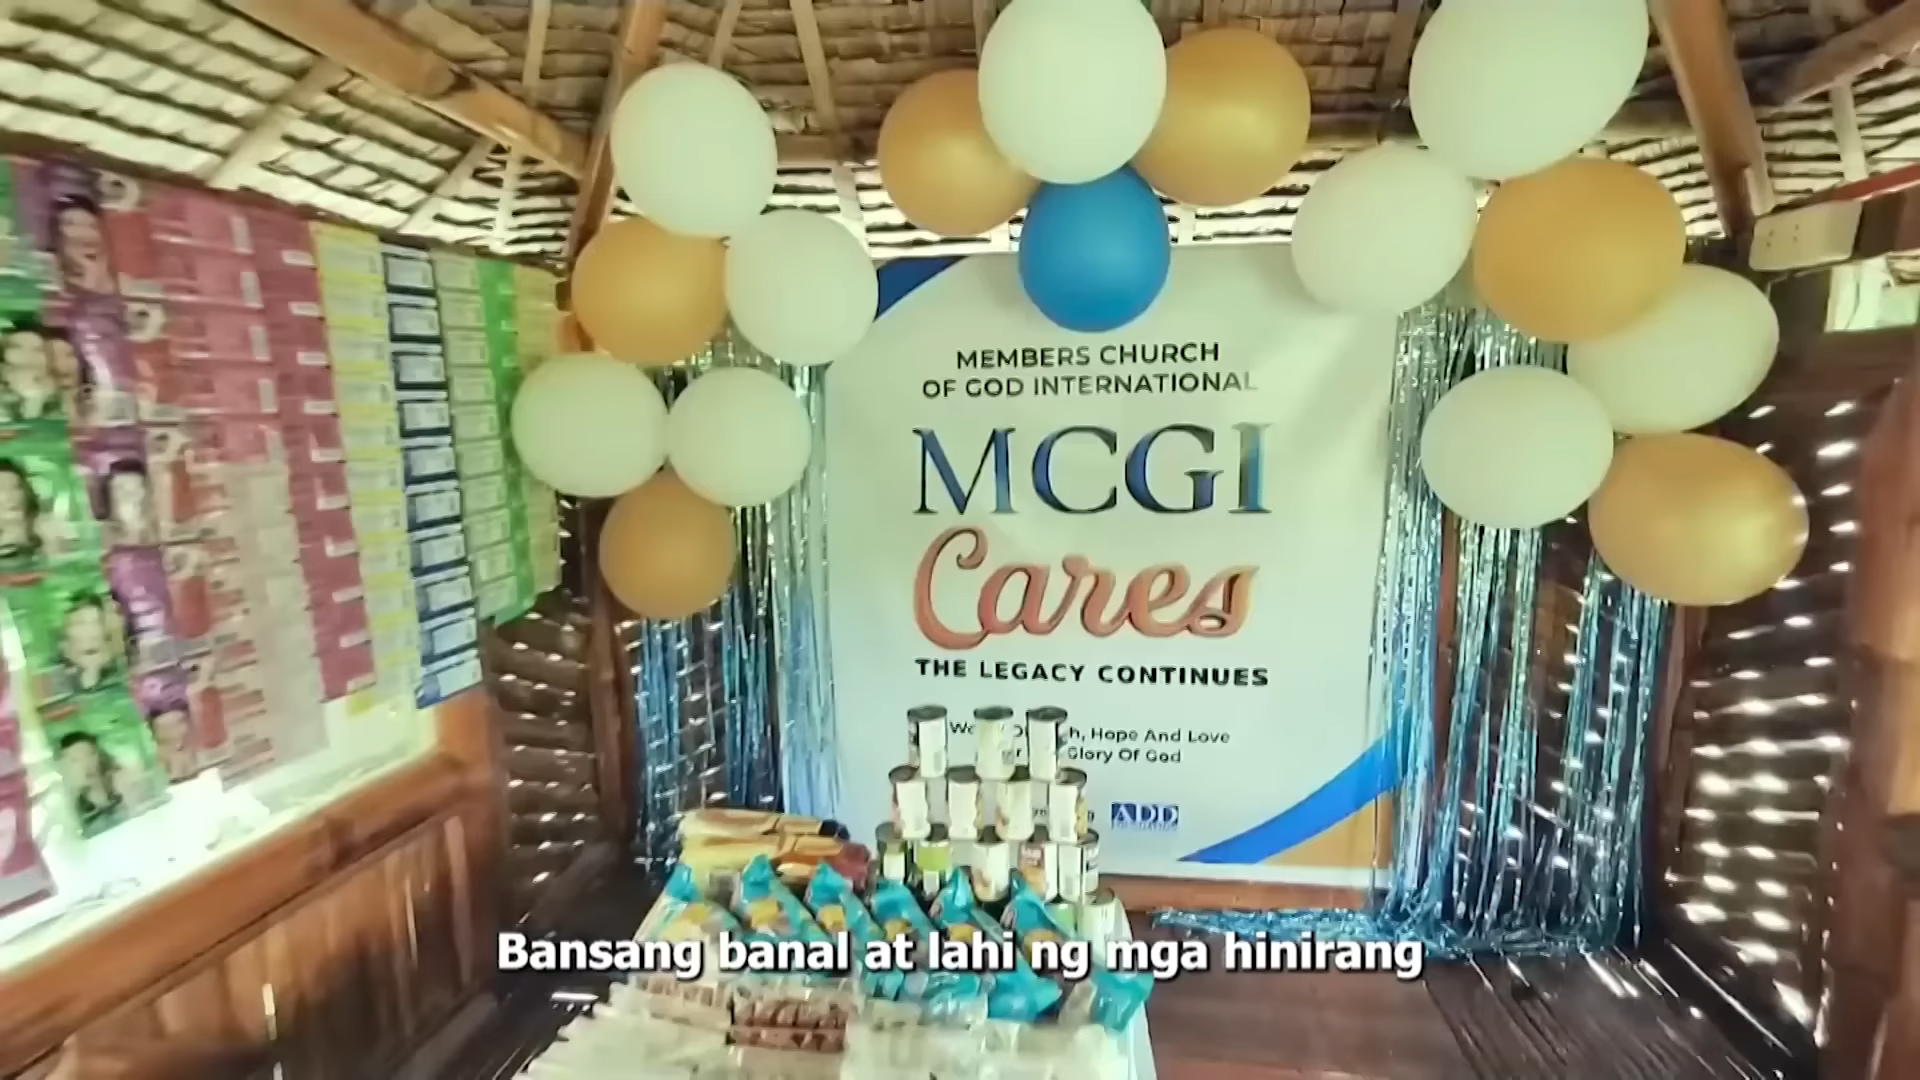 MEMBERS CHURCH
OF GOD INTERNATIONAL
MCGI
Cares
THE LEGACY CONTINUES
Hope And Love
Glory Of God
ADD
Bansang banal at lahi ng mga hinirang